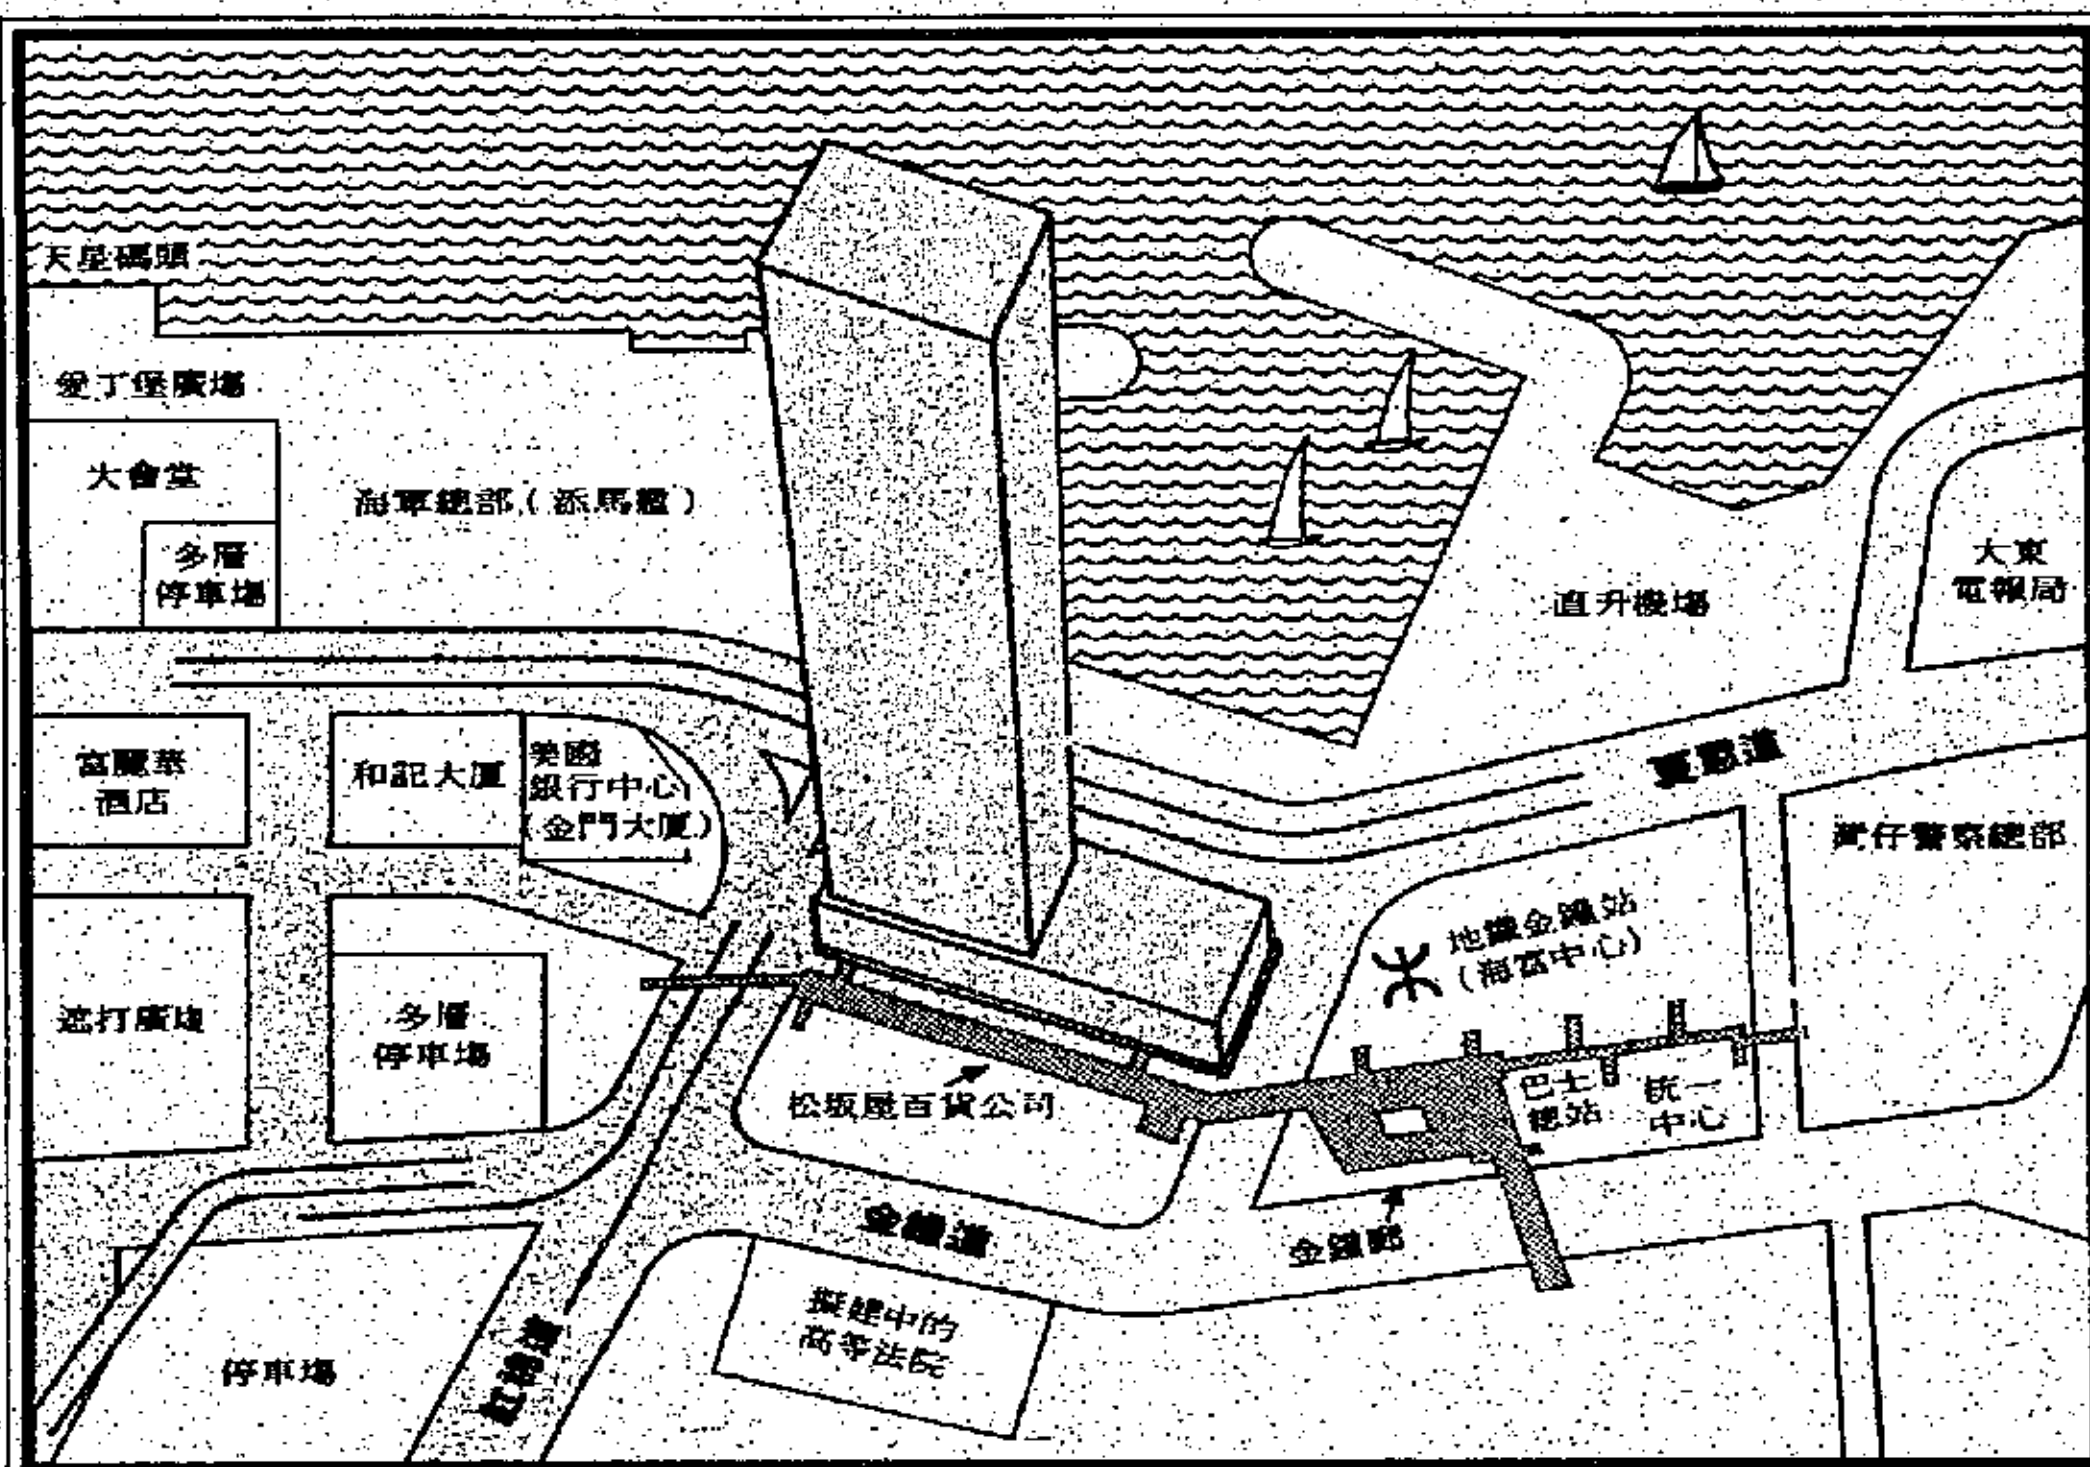 天星碼頭
愛丁堡廣場
大會堂
多層
停車場
海軍總部（添馬艦）
直升機場
大東
電報局
富麗華
酒店
和記大廈
美國
銀行中心
（金門大廈）
夏慤道
灣仔警察總部
地鐵金鐘站
（海富中心）
遮打廣場
多層
停車場
松坂屋百貨公司
巴士
總站
統一
中心
金鐘道
金鐘廊
擬建中的
高等法院
停車場
紅棉道